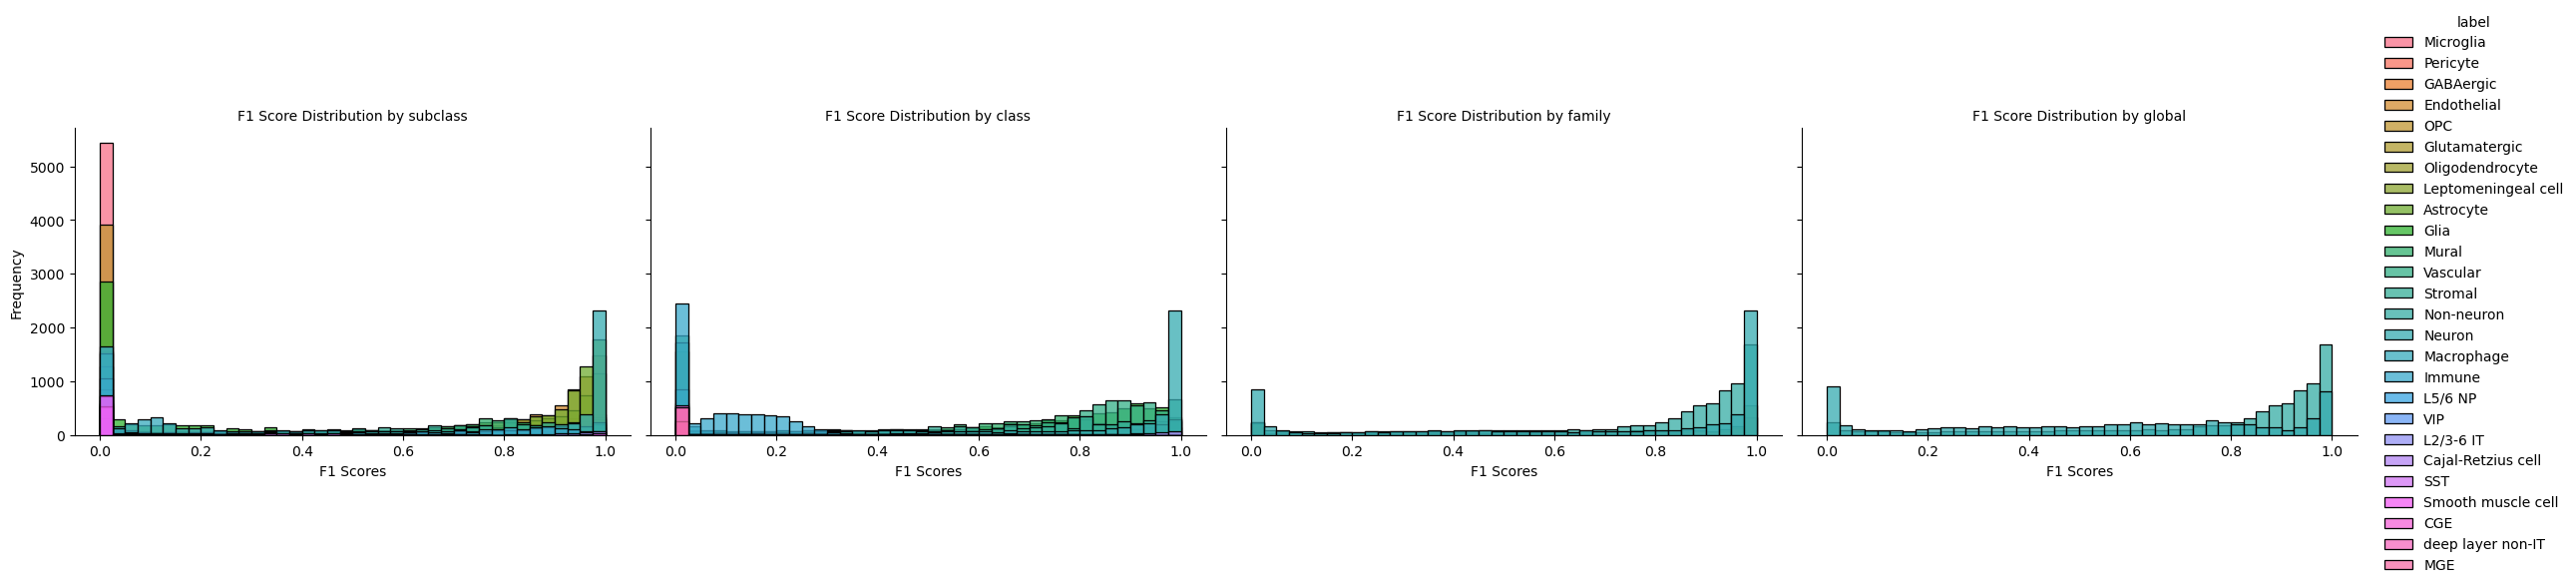 F1 Score Distribution by subclass
F1 Score Distribution by class
F1 Score Distribution by family
F1 Score Distribution by global
Frequency
5000
4000
3000
2000
1000
0
0.0 0.2 0.4 0.6 0.8 1.0
0.0 0.2 0.4 0.6 0.8 1.0
0.0 0.2 0.4 0.6 0.8 1.0
0.0 0.2 0.4 0.6 0.8 1.0
F1 Scores
F1 Scores
F1 Scores
F1 Scores
label
Microglia
Pericyte
GABAergic
Endothelial
OPC
Glutamatergic
Oligodendrocyte
Leptomeningeal cell
Astrocyte
Glia
Mural
Vascular
Stromal
Non-neuron
Neuron
Macrophage
Immune
L5/6 NP
VIP
L2/3-6 IT
Cajal-Retzius cell
SST
Smooth muscle cell
CGE
deep layer non-IT
MGE